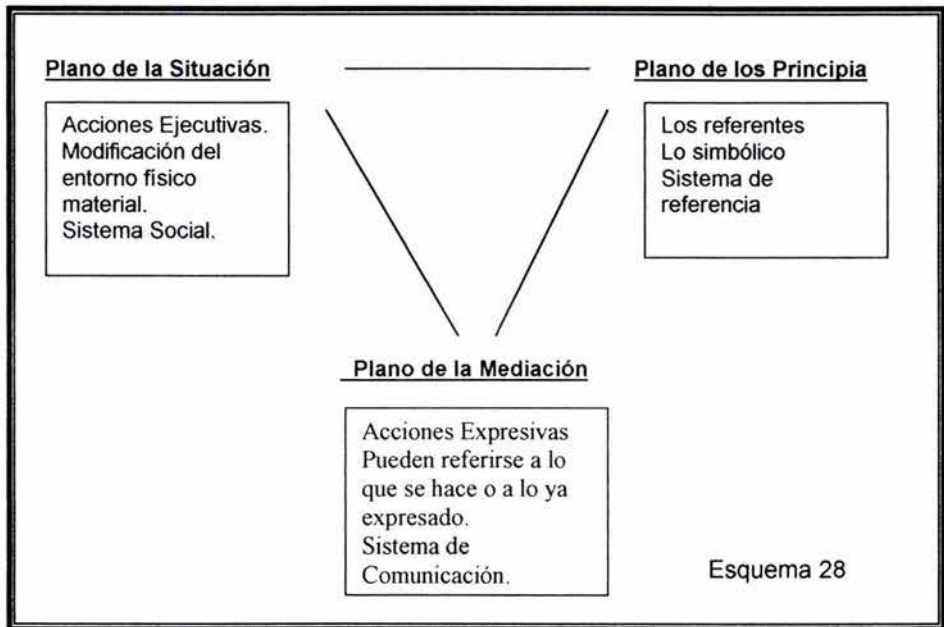 Plano de la Situación
Acciones Ejecutivas.
Modificación del
entorno físico
material.
Sistema Social.
Plano de los Principia
Los referentes
Lo simbólico
Sistema de
referencia
Plano de la Mediación
Acciones Expresivas
Pueden referirse a lo
que se hace o a lo ya
expresado.
Sistema de
Comunicación.
Esquema 28